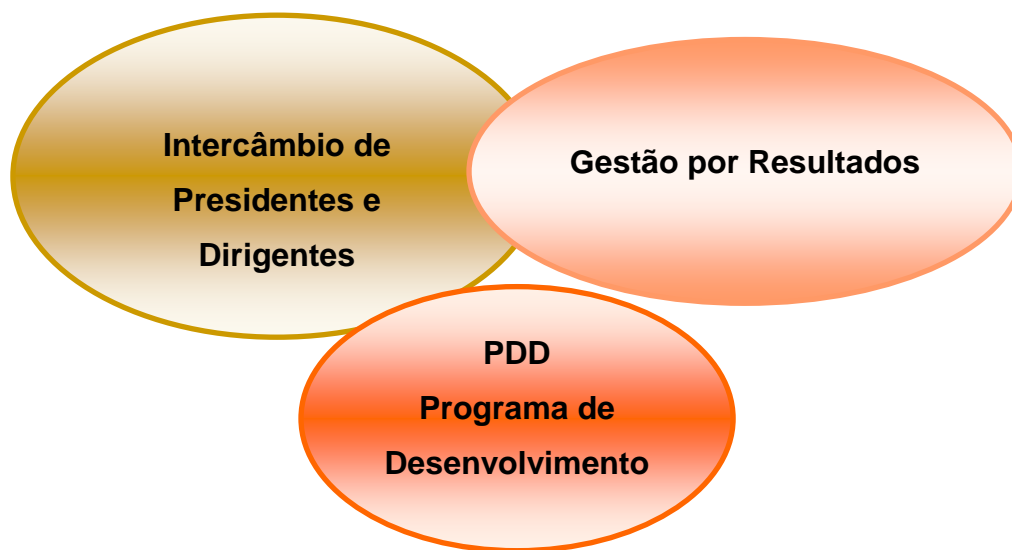 Intercâmbio de
Presidentes e
Dirigentes
Gestão por Resultados
PDD
Programa de
Desenvolvimento